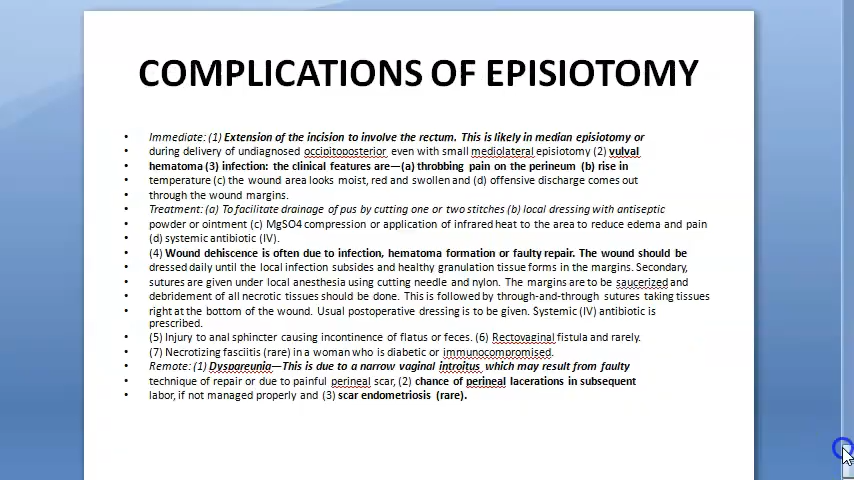 COMPLICATIONS OF EPISIOTOMY
• Immediate: (1) Extension of the incision to involve the rectum. This is likely in median episiotomy or
• during delivery of undiagnosed occipitoposterior even with small mediolateral episiotomy (2) vulval
• hematoma (3) infection: the clinical features are—(a) throbbing pain on the perineum (b) rise in
• temperature (c) the wound area looks moist, red and swollen and (d) offensive discharge comes out
• through the wound margins.
• Treatment: (a) To facilitate drainage of pus by cutting one or two stitches (b) local dressing with antiseptic
• powder or ointment (c) MgSO4 compression or application of infrared heat to the area to reduce edema and pain
• (d) systemic antibiotic (IV).
• (4) Wound dehiscence is often due to infection, hematoma formation or faulty repair. The wound should be
• dressed daily until the local infection subsides and healthy granulation tissue forms in the margins. Secondary,
• sutures are given under local anesthesia using cutting needle and nylon. The margins are to be saucerized and
• debridement of all necrotic tissues should be done. This is followed by through-and-through sutures taking tissues
• right at the bottom of the wound. Usual postoperative dressing is to be given. Systemic (IV) antibiotic is
prescribed.
• (5) Injury to anal sphincter causing incontinence of flatus or feces. (6) Rectovaginal fistula and rarely.
• (7) Necrotizing fasciitis (rare) in a woman who is diabetic or immunocompromised.
• Remote: (1) Dyspareunia—This is due to a narrow vaginal introitus which may result from faulty
• technique of repair or due to painful perineal scar, (2) chance of perineal lacerations in subsequent
• labor, if not managed properly and (3) scar endometriosis (rare).